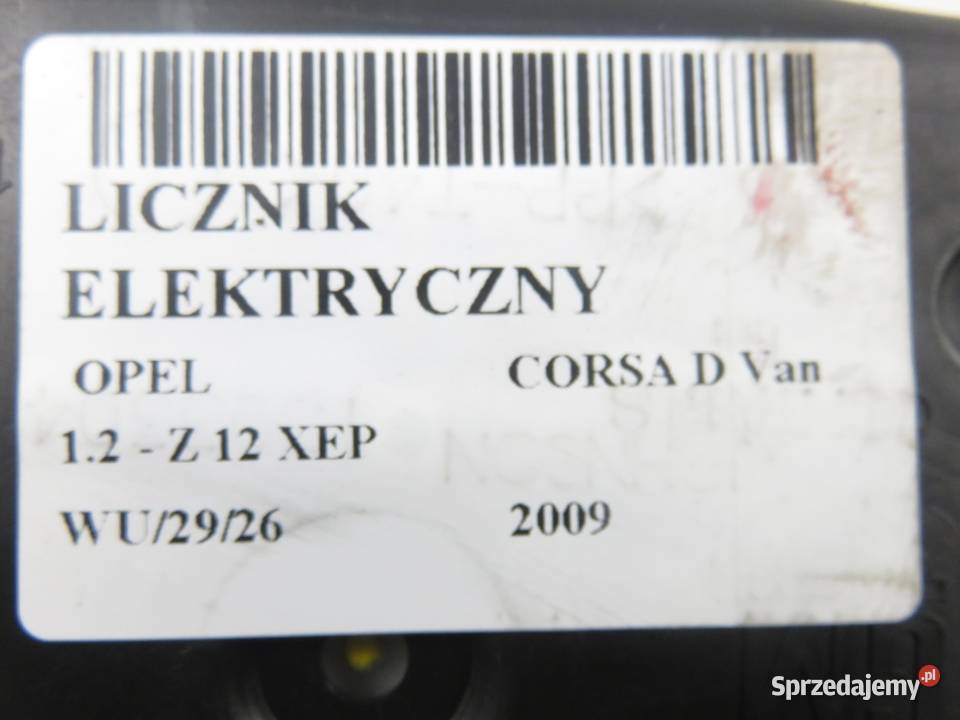 LICZNIK
ELEKTRYCZNY
OPEL CORSA D Van
1.2 - Z 12 XEP
WU/29/26 2009
Sprzedajemy.pl